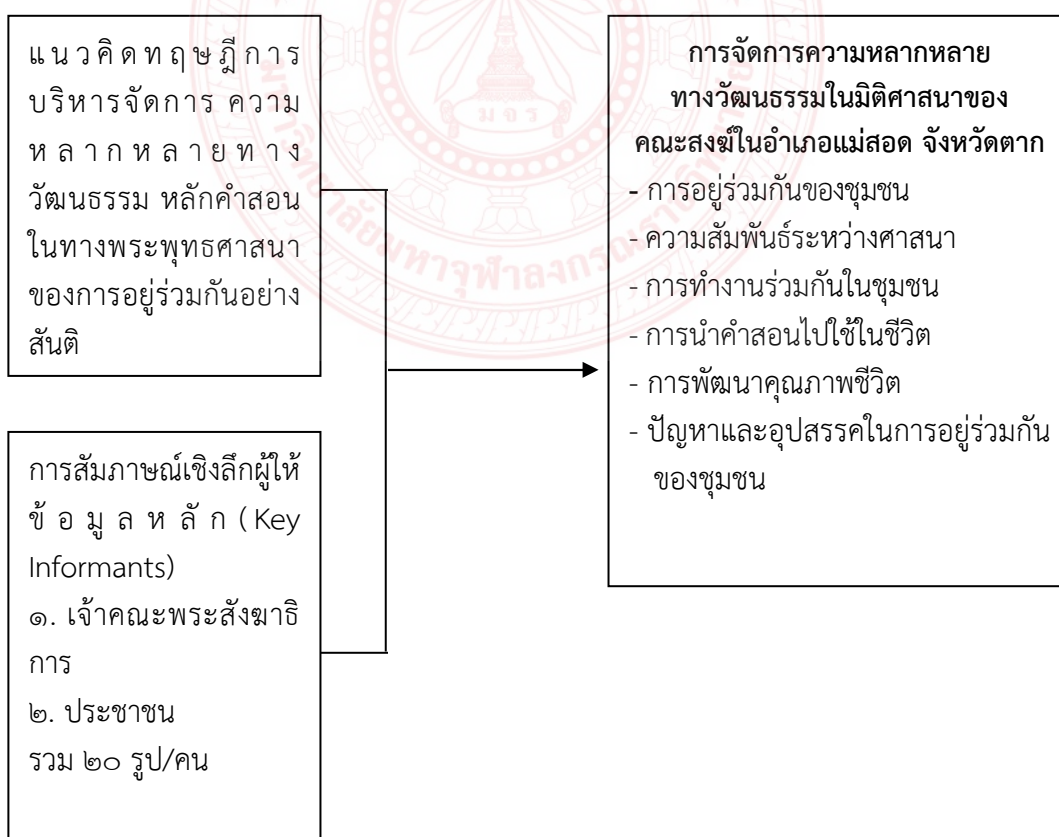 แนวคิดทฤษฎีการ
บริหารจัดการ ความ
หลากหลายทาง
วัฒนธรรม หลักคำสอน
ในทางพระพุทธศาสนา
ของการอยู่ร่วมกันอย่าง
สันติ
การสัมภาษณ์เชิงลึกผู้ให้
ข้อมูลหลัก(Key
Informants)
๑. เจ้าคณะพระสังฆาธิ
การ
๒. ประชาชน
รวม ๒๐ รูป/คน
การจัดการความหลากหลาย
ทางวัฒนธรรมในมิติศาสนาของ
คณะสงฆ์ในอำเภอแม่สอด จังหวัดตาก
- การอยู่ร่วมกันของชุมชน
- ความสัมพันธ์ระหว่างศาสนา
- การทำงานร่วมกันในชุมชน
- การนำคำสอนไปใช้ในชีวิต
- การพัฒนาคุณภาพชีวิต
- ปัญหาและอุปสรรคในการอยู่ร่วมกัน
ของชุมชน
มจร